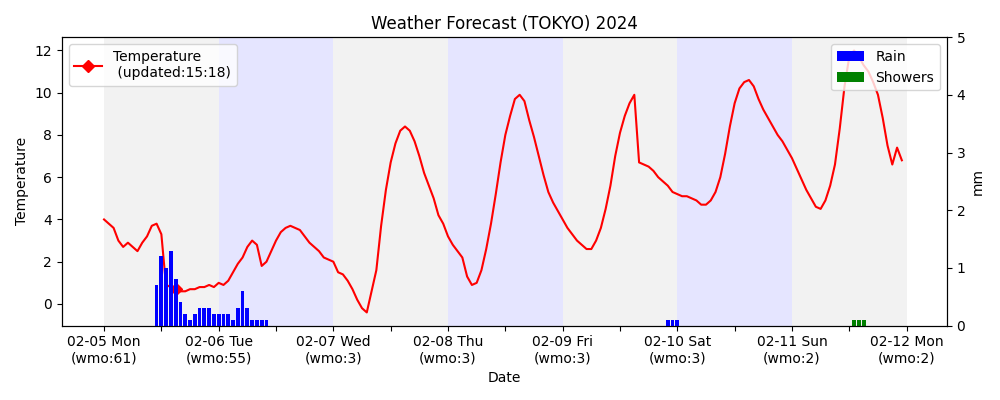 Weather Forecast (TOKYO) 2024
Temperature
(updated:15:18)
Rain
Showers
12
10
8
6
4
2
0
Temperature
5
4
3
2
1
0
mm
02-05 Mon
(wmo:61)
02-06 Tue
(wmo:55)
02-07 Wed
(wmo:3)
02-08 Thu
(wmo:3)
02-09 Fri
(wmo:3)
02-10 Sat
(wmo:3)
02-11 Sun
(wmo:2)
02-12 Mon
(wmo:2)
Date